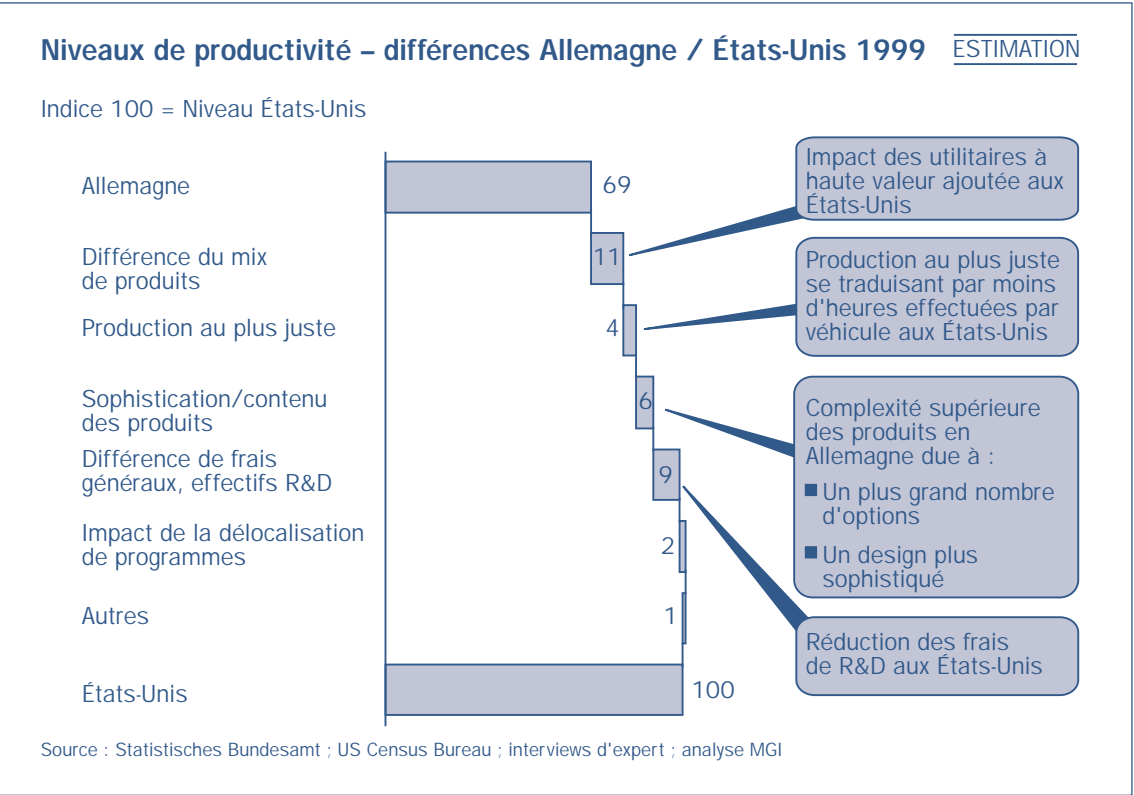 Niveaux de productivité – différences Allemagne / États-Unis 1999 ESTIMATION
Indice 100 = Niveau États-Unis
Allemagne
69
Différence du mix
de produits
11
Production au plus juste
4
Sophistication/contenu
des produits
6
Différence de frais
généraux, effectifs R&D
9
Impact de la délocalisation
de programmes
2
Autres
1
États-Unis
100
Impact des utilitaires à
haute valeur ajoutée aux
États-Unis
Production au plus juste
se traduisant par moins
d'heures effectuées par
véhicule aux États-Unis
Complexité supérieure
des produits en
Allemagne due à :
■ Un plus grand nombre
d'options
■ Un design plus
sophistiqué
Réduction des frais
de R&D aux États-Unis
Source : Statistisches Bundesamt ; US Census Bureau ; interviews d'expert ; analyse MGI